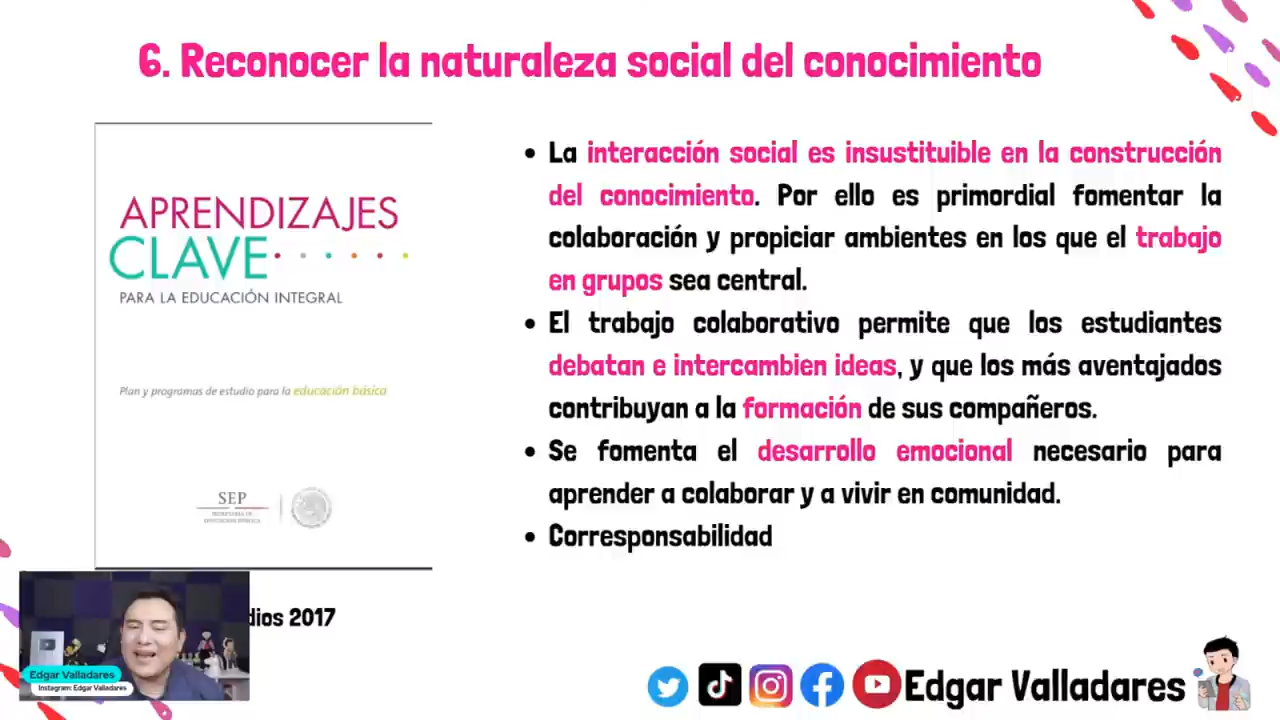 6. Reconocer la naturaleza social del conocimiento
APRENDIZAJES
CLAVE
PARA LA EDUCACIÓN INTEGRAL
Plan y programas de estudio para la educación básica
SEP
SECRETARÍA DE
EDUCACIÓN PÚBLICA
dios 2017
• La interacción social es insustituible en la construcción
del conocimiento. Por ello es primordial fomentar la
colaboración y propiciar ambientes en los que el trabajo
en grupos sea central.
• El trabajo colaborativo permite que los estudiantes
debatan e intercambien ideas, y que los más aventajados
contribuyan a la formación de sus compañeros.
• Se fomenta el desarrollo emocional necesario para
aprender a colaborar y a vivir en comunidad.
• Corresponsabilidad
Edgar Valladares
Instagram: Edgar Valladares
Edgar Valladares